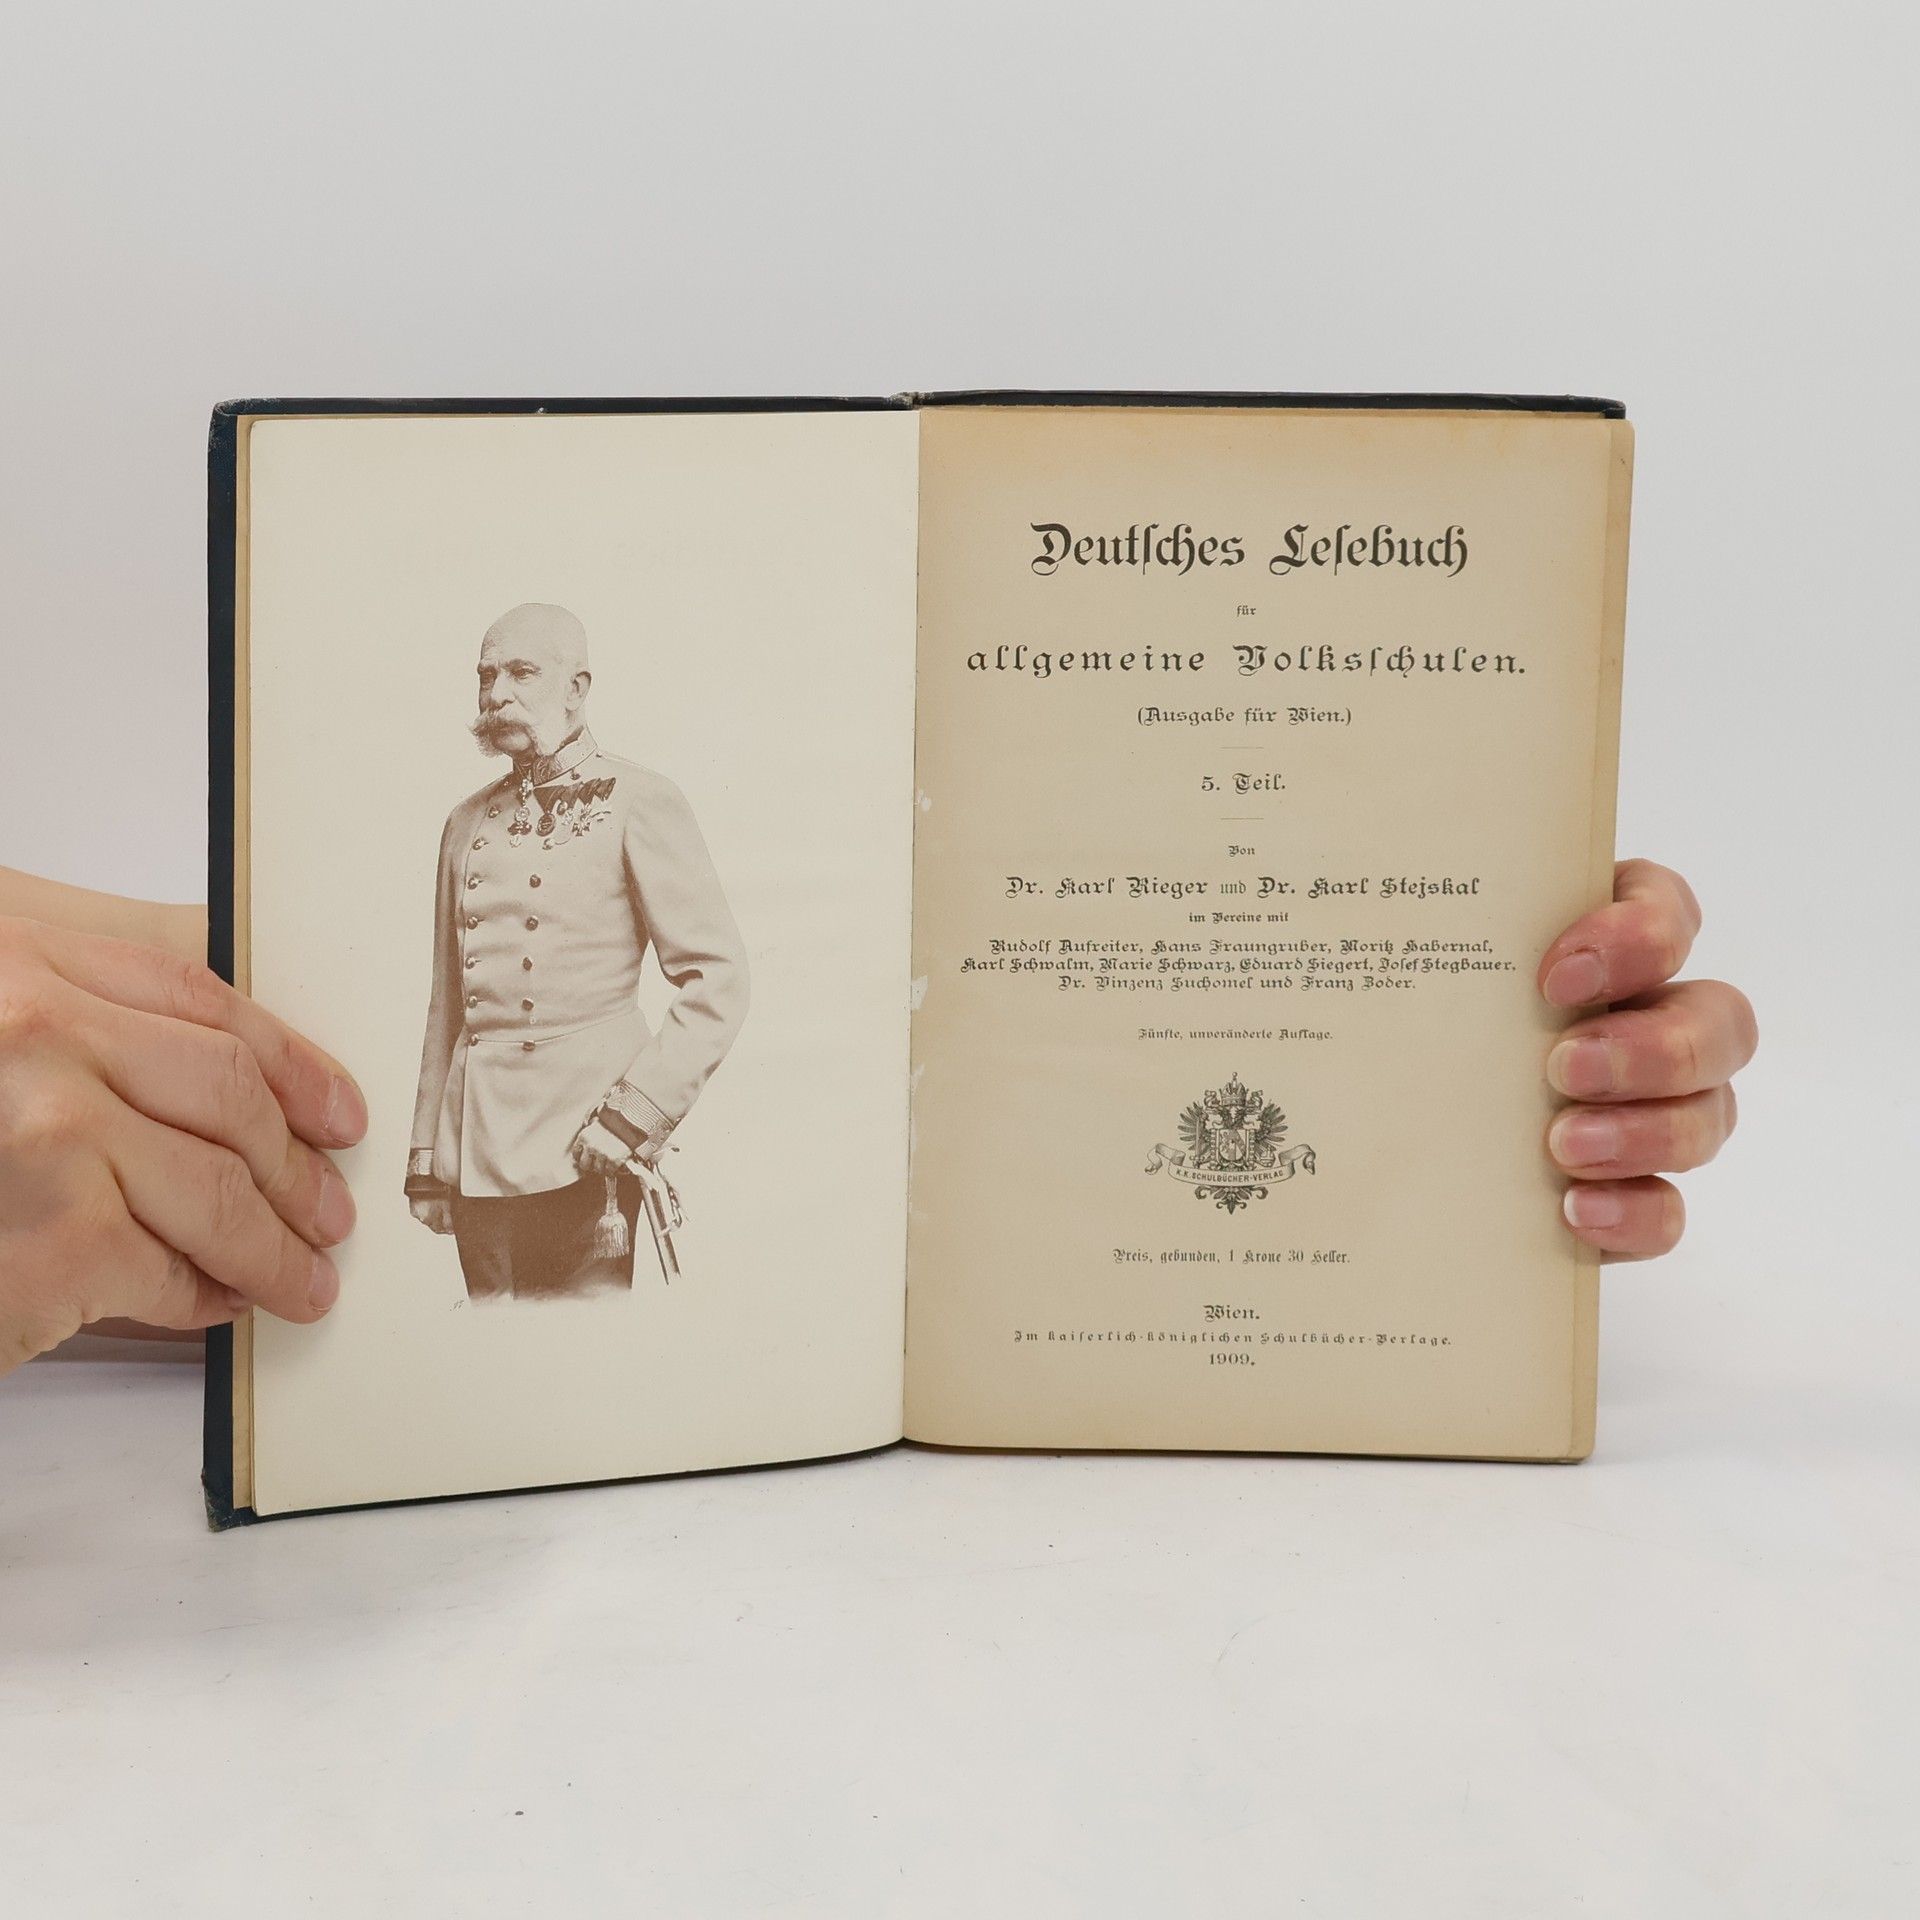 Deutſches Leſebuch
für
allgemeine Volksſchulen.
(Ausgabe für Wien.)
5. Teil.
Von
Dr. Karl Rieger und Dr. Karl Stejskal
im Vereine mit
Rudolf Aufreiter, Hans Fraungruber, Moritz Habernal,
Karl Schwalm, Marie Schwarz, Eduard Siegert, Joſef Stegbauer,
Dr. Vinzenz Suchomel und Franz Zoder.
Fünfte, unveränderte Auflage.
K.K. SCHULBÜCHER-VERLAG
Preis, gebunden, 1 Krone 30 Heller.
Wien.
Im kaiſerlich-königlichen Schulbücher-Verlage.
1909.